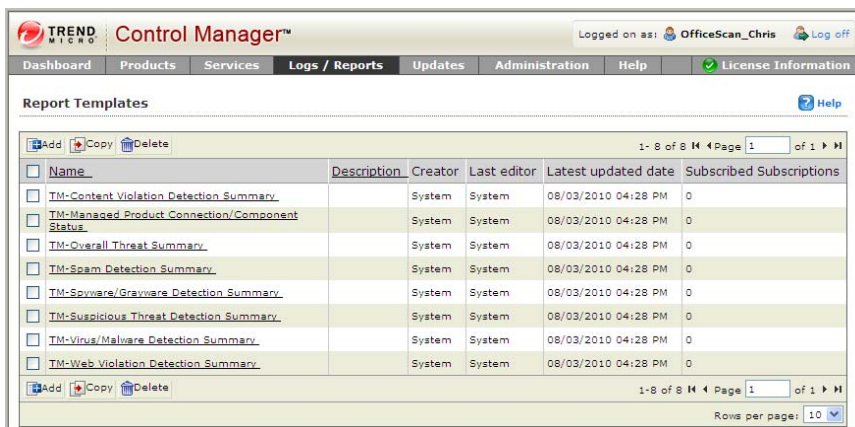 TREND MICRO Control Manager™ Logged on as: OfficeScan_Chris Log off
Dashboard Products Services Logs / Reports Updates Administration Help License Information
Report Templates Help
Add Copy Delete 1- 8 of 8 Page 1 of 1
Name Description Creator Last editor Latest updated date Subscribed Subscriptions
TM-Content Violation Detection Summary System System 08/03/2010 04:28 PM 0
TM-Managed Product Connection/Component
Status System System 08/03/2010 04:28 PM 0
TM-Overall Threat Summary System System 08/03/2010 04:28 PM 0
TM-Spam Detection Summary System System 08/03/2010 04:28 PM 0
TM-Spyware/Grayware Detection Summary System System 08/03/2010 04:28 PM 0
TM-Suspicious Threat Detection Summary System System 08/03/2010 04:28 PM 0
TM-Virus/Malware Detection Summary System System 08/03/2010 04:28 PM 0
TM-Web Violation Detection Summary System System 08/03/2010 04:28 PM 0
Add Copy Delete 1-8 of 8 Page 1 of 1
Rows per page: 10